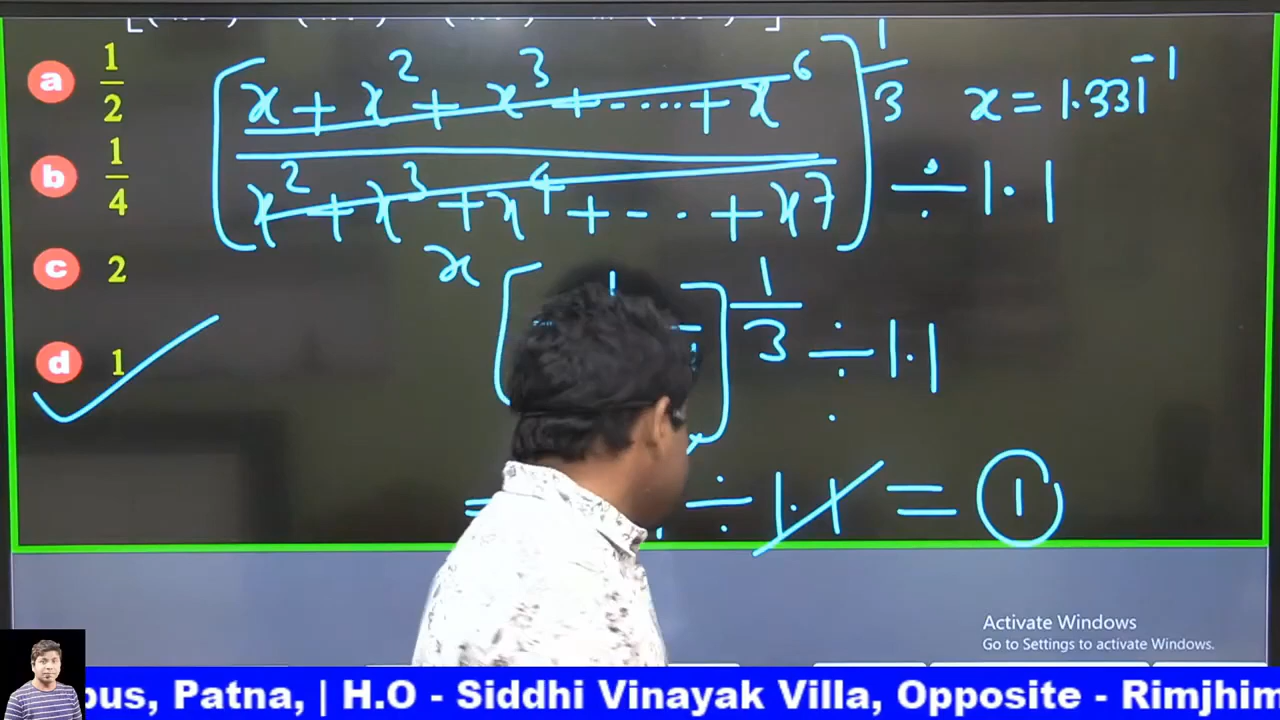 a 1/2
[x + x² + x³ + - .... + x⁶ / x² + x³ + x⁴ + - . . + x7]^1/3 ÷ 1.1
x = 1.331⁻¹
b 1/4
c 2
x
[1]^1/3 ÷ 1.1
d 1
= ÷ 1.1 = 1
Activate Windows
Go to Settings to activate Windows.
pus, Patna, | H.O - Siddhi Vinayak Villa, Opposite - Rimjhim